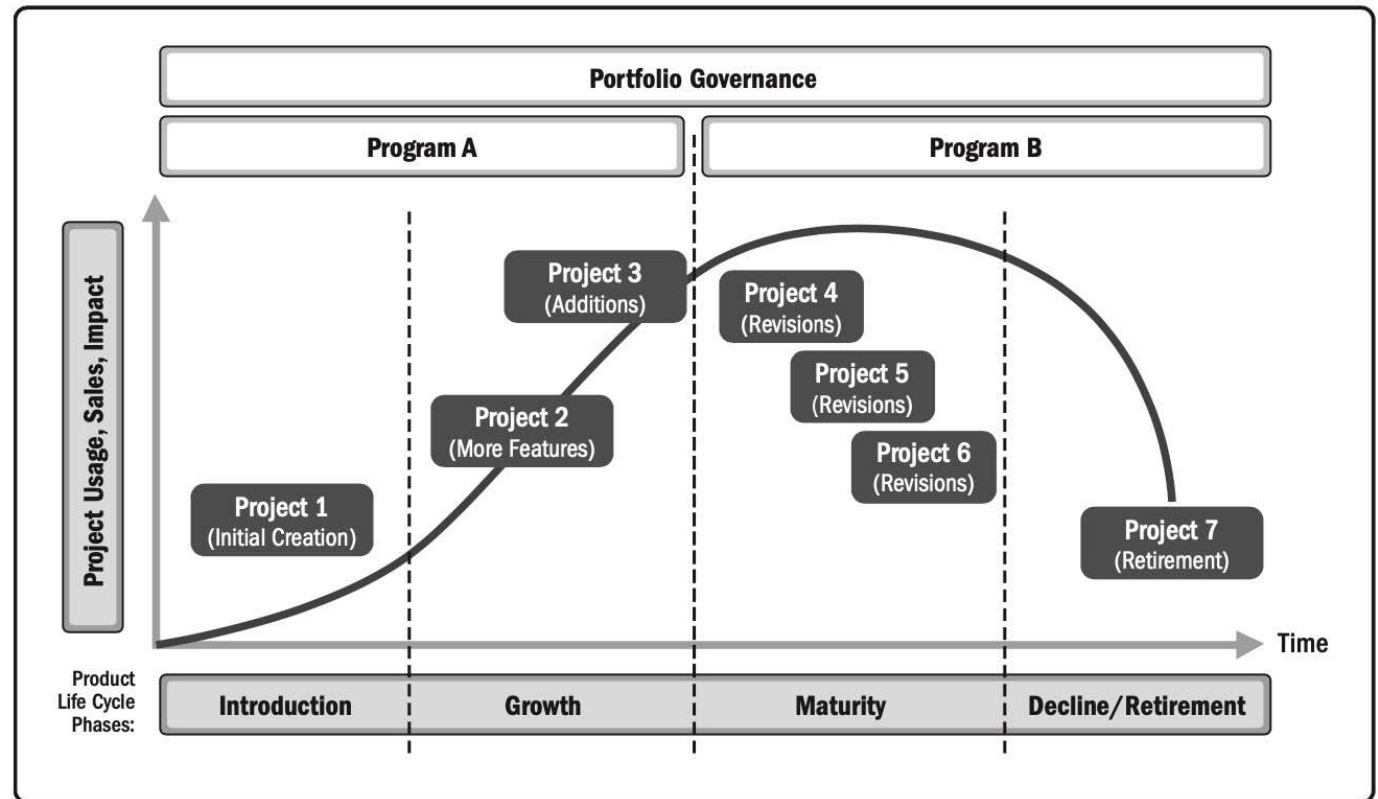 Portfolio Governance
Program A
Program B
Project Usage, Sales, Impact
Project 3
(Additions)
Project 4
(Revisions)
Project 5
(Revisions)
Project 2
(More Features)
Project 6
(Revisions)
Project 1
(Initial Creation)
Project 7
(Retirement)
Time
Product
Life Cycle
Phases:
Introduction
Growth
Maturity
Decline/Retirement